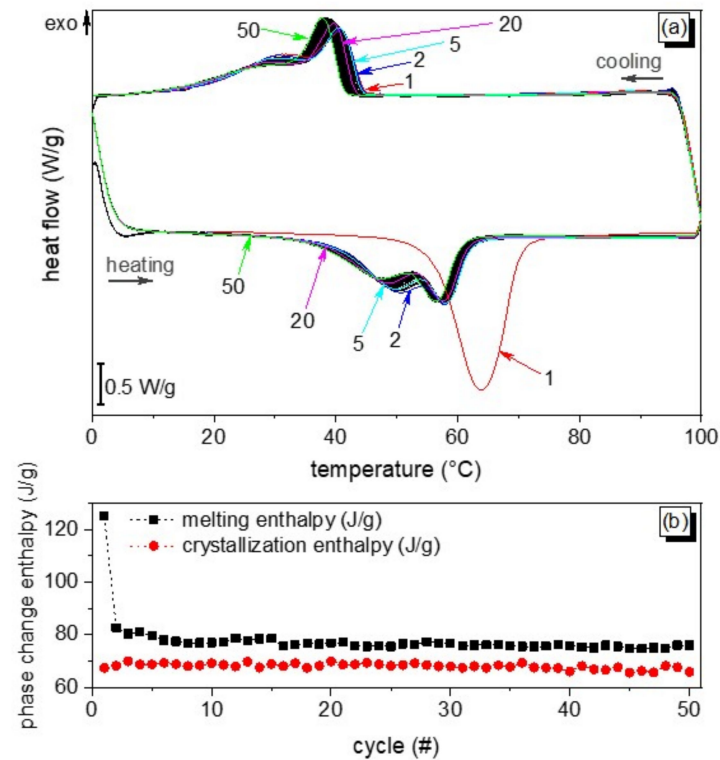 exo
50
20
5
2
1
(a)
cooling
heat flow (W/g)
heating
50
20
5
2
1
0.5 W/g
0 20 40 60 80 100
temperature (°C)
phase change enthalpy (J/g)
120
100
80
60
melting enthalpy (J/g)
crystallization enthalpy (J/g)
(b)
0 10 20 30 40 50
cycle (#)